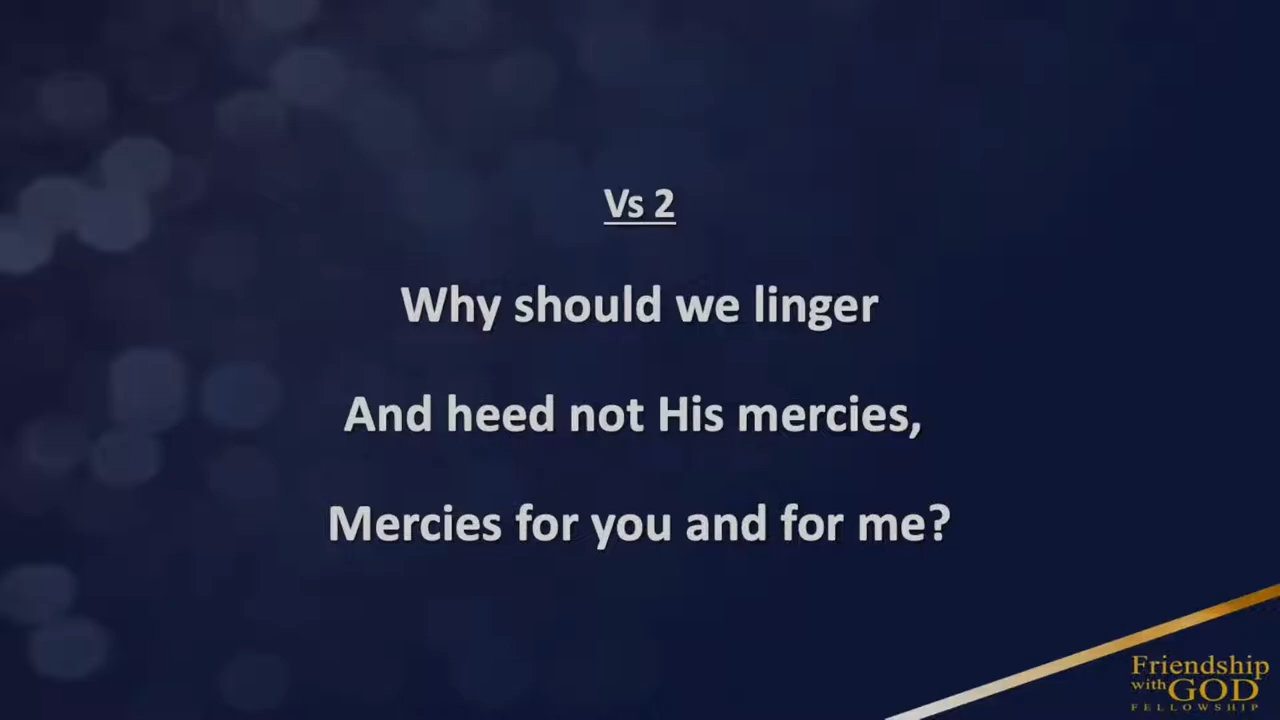 Vs 2
Why should we linger
And heed not His mercies,
Mercies for you and for me?
Friendship
with GOD
FELLOWSHIP